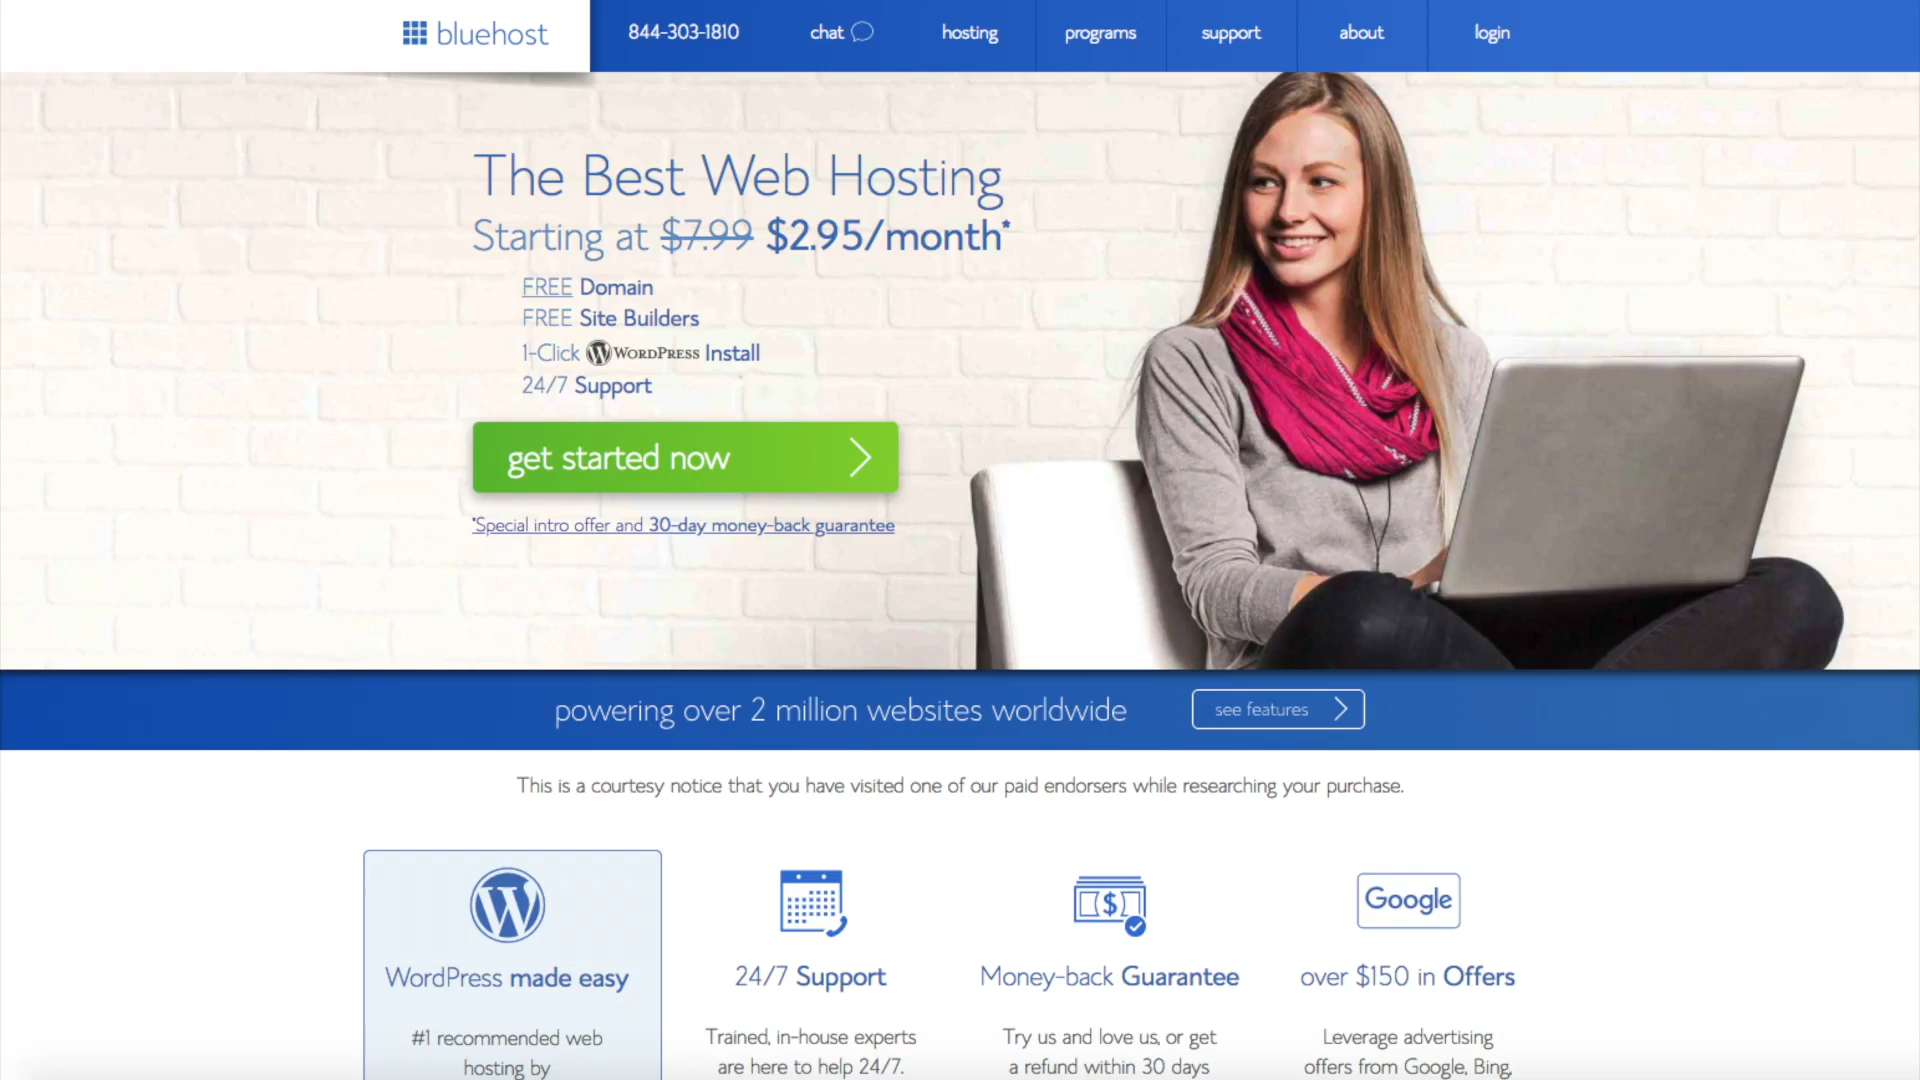 bluehost
844-303-1810
chat
hosting
programs
support
about
login
The Best Web Hosting
Starting at $7.99 $2.95/month*
FREE Domain
FREE Site Builders
1-Click WORDPRESS Install
24/7 Support
get started now
*Special intro offer and 30-day money-back guarantee
powering over 2 million websites worldwide
see features
This is a courtesy notice that you have visited one of our paid endorsers while researching your purchase.
WordPress made easy
#1 recommended web
hosting by
24/7 Support
Trained, in-house experts
are here to help 24/7.
$
Money-back Guarantee
Try us and love us, or get
a refund within 30 days
Google
over $150 in Offers
Leverage advertising
offers from Google, Bing,